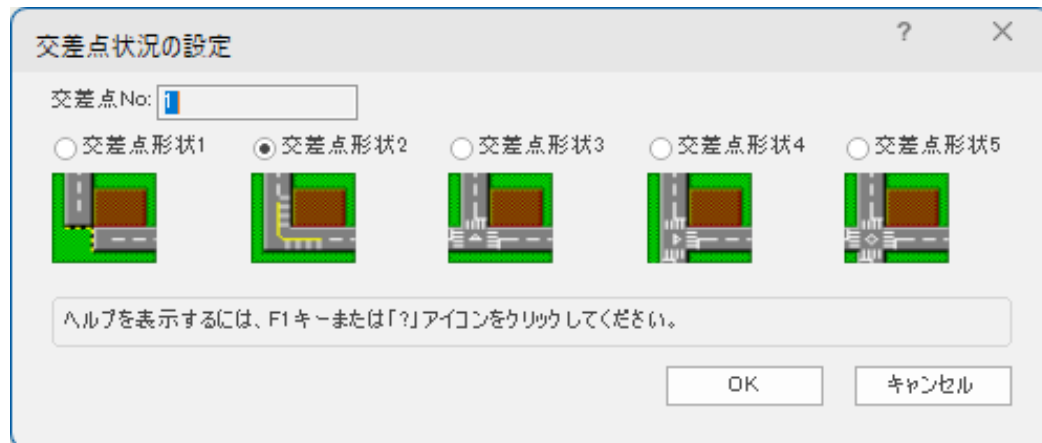 交差点状況の設定
?
交差点No: 1
交差点形状1 交差点形状2 交差点形状3 交差点形状4 交差点形状5
ヘルプを表示するには、F1キーまたは「?」アイコンをクリックしてください。
OK キャンセル